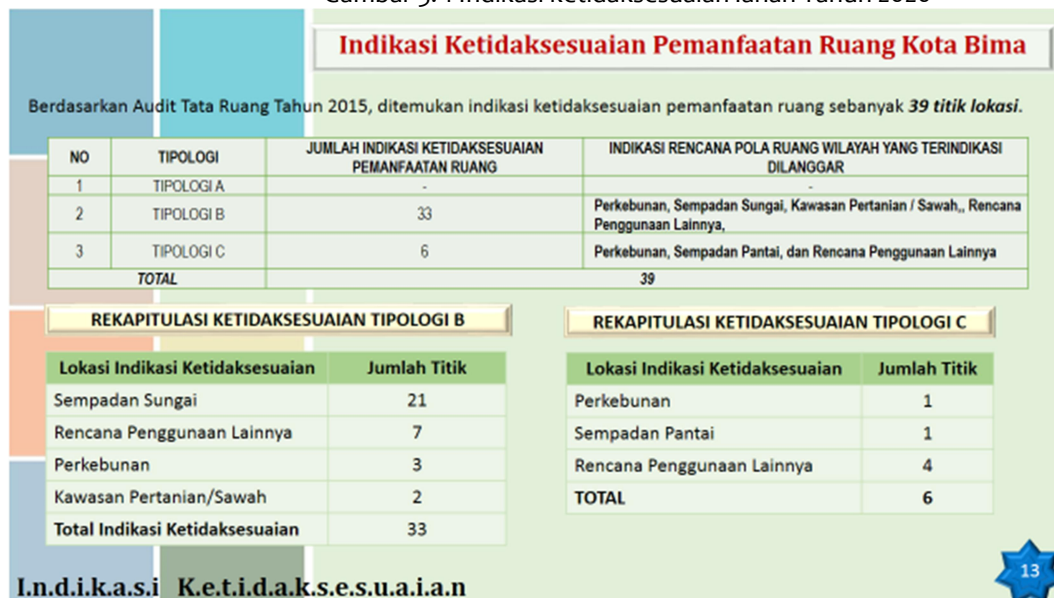 Indikasi Ketidaksesuaian Pemanfaatan Ruang Kota Bima
Berdasarkan Audit Tata Ruang Tahun 2015, ditemukan indikasi ketidaksesuaian pemanfaatan ruang sebanyak 39 titik lokasi.
NO TIPOLOGI JUMLAH INDIKASI KETIDAKSESUAIAN PEMANFAATAN RUANG INDIKASI RENCANA POLA RUANG WILAYAH YANG TERINDIKASI DILANGGAR
1 TIPOLOGI A - -
2 TIPOLOGI B 33 Perkebunan, Sempadan Sungai, Kawasan Pertanian / Sawah,, Rencana Penggunaan Lainnya,
3 TIPOLOGI C 6 Perkebunan, Sempadan Pantai, dan Rencana Penggunaan Lainnya
TOTAL 39
REKAPITULASI KETIDAKSESUAIAN TIPOLOGI B
Lokasi Indikasi Ketidaksesuaian Jumlah Titik
Sempadan Sungai 21
Rencana Penggunaan Lainnya 7
Perkebunan 3
Kawasan Pertanian/Sawah 2
Total Indikasi Ketidaksesuaian 33
REKAPITULASI KETIDAKSESUAIAN TIPOLOGI C
Lokasi Indikasi Ketidaksesuaian Jumlah Titik
Perkebunan 1
Sempadan Pantai 1
Rencana Penggunaan Lainnya 4
TOTAL 6
I.n.d.i.k.a.s.i K.e.t.i.d.a.k.s.e.s.u.a.i.a.n
13